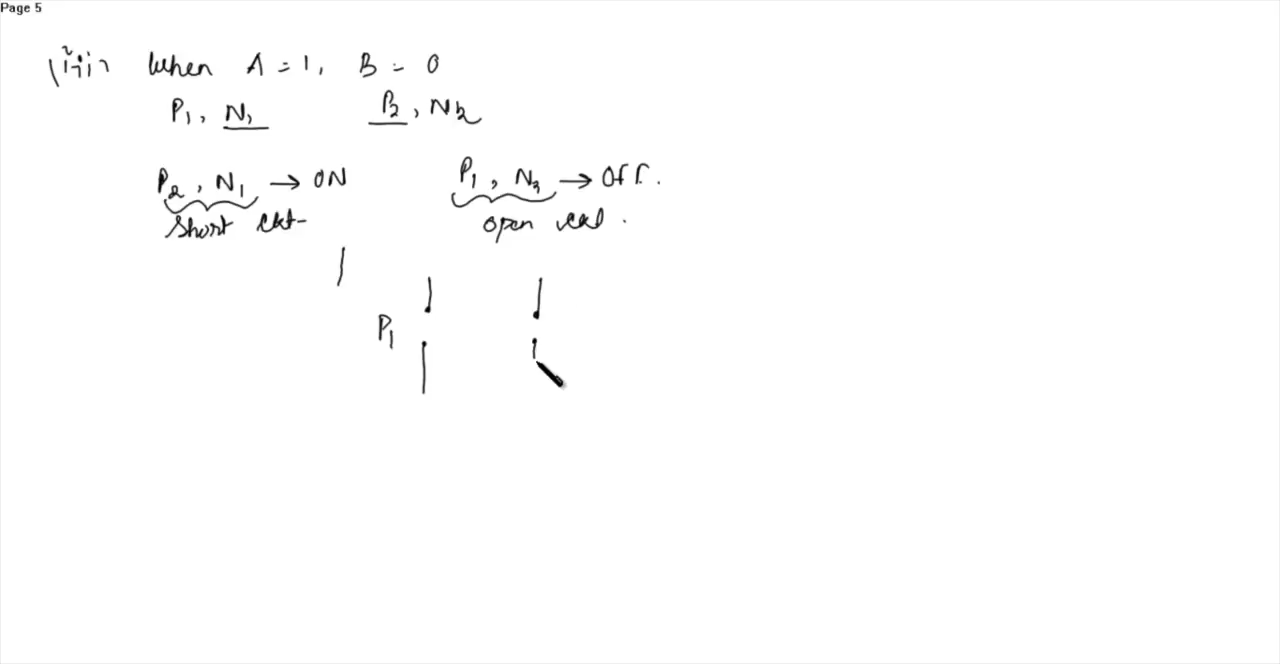 Page 5
(iii) When A = 1, B = 0
P1, N1 P2, N2
P2, N1 → ON P1, N2 → OFF.
Short ckt open ckt.
P1